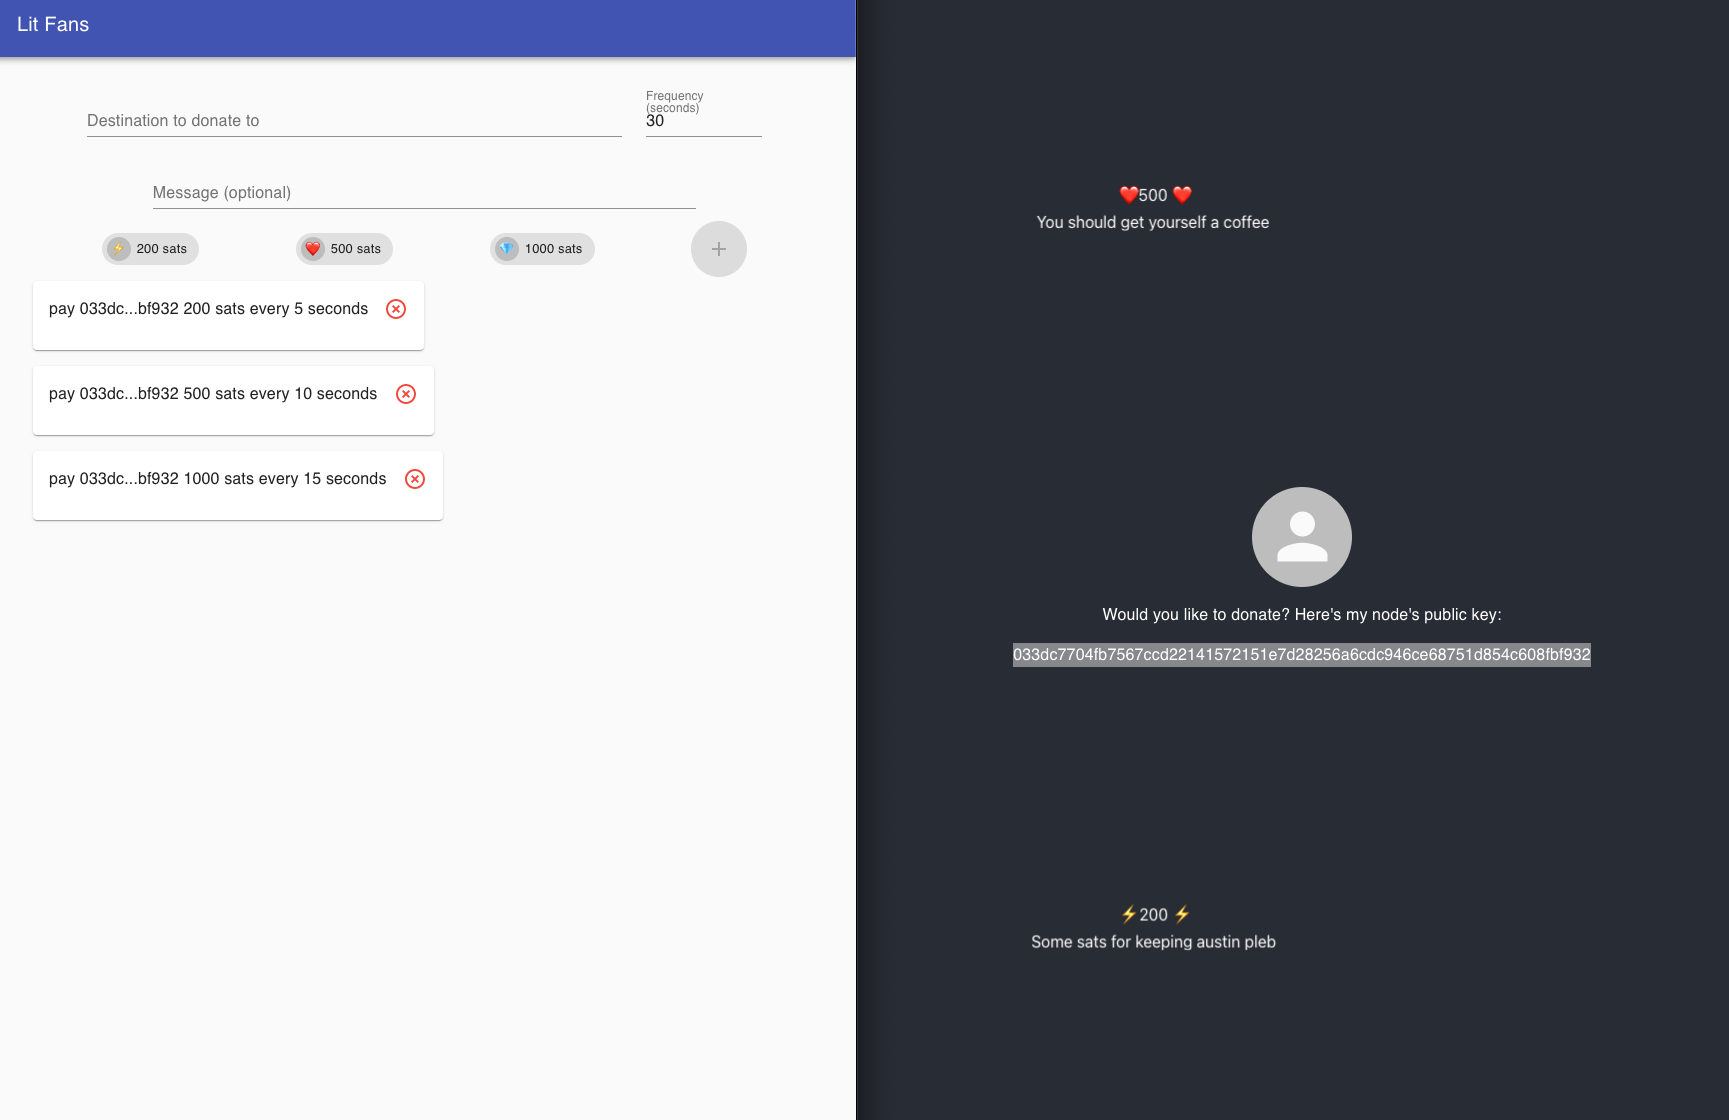 Lit Fans
Destination to donate to
Frequency
(seconds)
30
Message (optional)
⚡ 200 sats
❤️ 500 sats
💎 1000 sats
+
pay 033dc...bf932 200 sats every 5 seconds
pay 033dc...bf932 500 sats every 10 seconds
pay 033dc...bf932 1000 sats every 15 seconds
❤️500 ❤️
You should get yourself a coffee
Would you like to donate? Here's my node's public key:
033dc7704fb7567ccd22141572151e7d28256a6cdc946ce68751d854c608fbf932
⚡200 ⚡
Some sats for keeping austin pleb